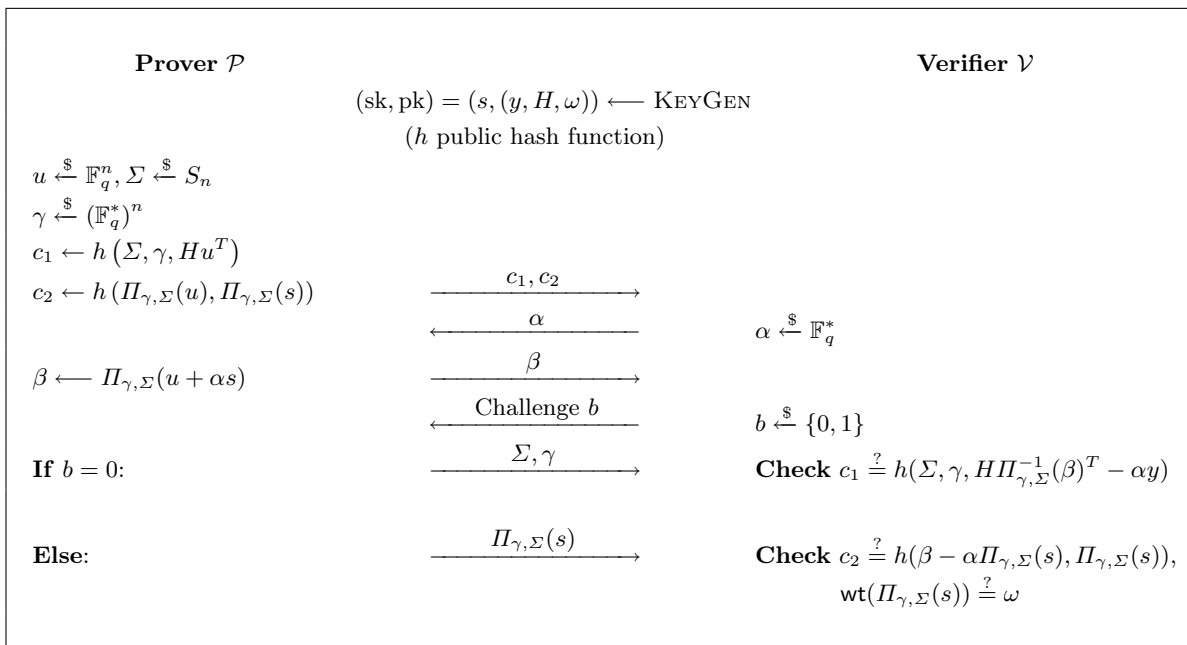 Prover 𝒫 Verifier 𝒱
(sk, pk) = (s, (y, H, ω)) ⟵ KEYGEN
(h public hash function)
u ←$ 𝔽_q^n, Σ ←$ S_n
γ ←$ (𝔽_q^*)^n
c_1 ← h (Σ, γ, Hu^T)
c_2 ← h (Π_{γ,Σ}(u), Π_{γ,Σ}(s)) c_1, c_2
α α ←$ 𝔽_q^*
β ⟵ Π_{γ,Σ}(u + αs) β
Challenge b b ←$ {0, 1}
If b = 0: Σ, γ Check c_1 ≟ h(Σ, γ, HΠ_{γ,Σ}^{-1}(β)^T − αy)
Else: Π_{γ,Σ}(s) Check c_2 ≟ h(β − αΠ_{γ,Σ}(s), Π_{γ,Σ}(s)),
wt(Π_{γ,Σ}(s)) ≟ ω